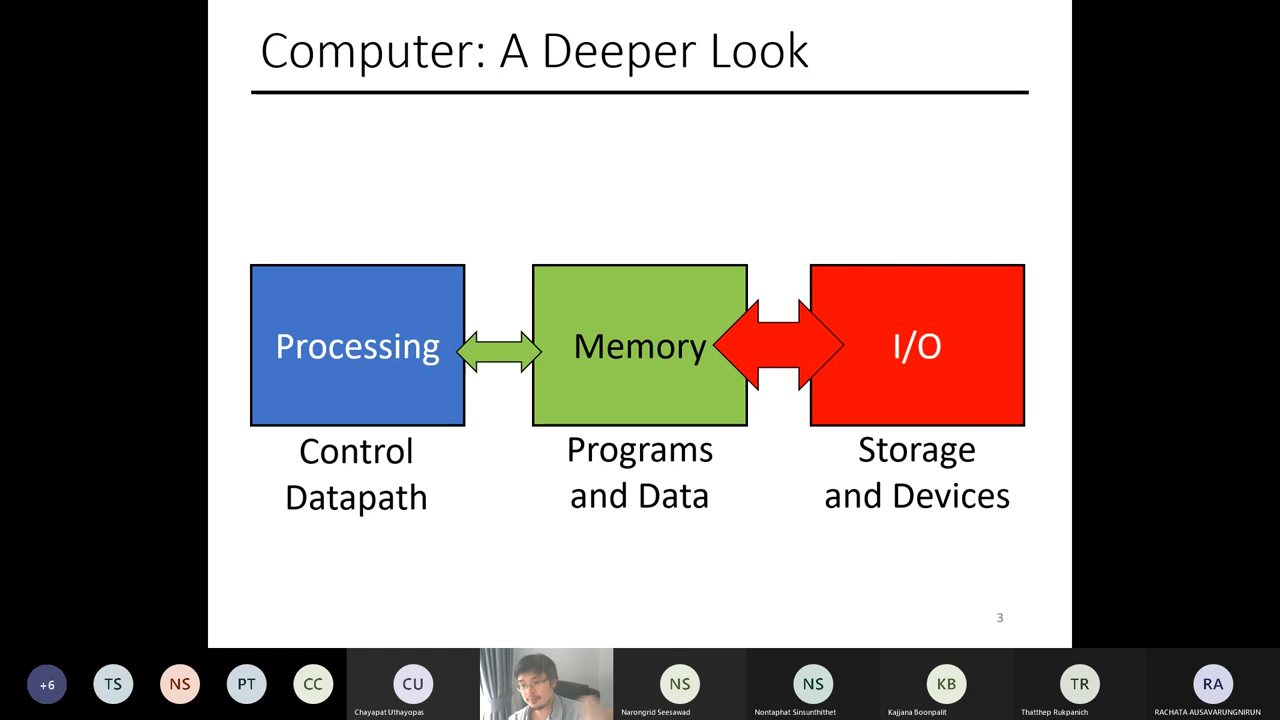 Computer: A Deeper Look
Processing
Memory
I/O
Control
Datapath
Programs
and Data
Storage
and Devices
3
+6
TS
NS
PT
CC
CU
NS
NS
KB
TR
RA
Chayapat Uthayopas
Narongrid Seesawad
Nontaphat Sinsunthithet
Kajjana Boonpalit
Thatthep Rukpanich
RACHATA AUSAVARUNGNIRUN